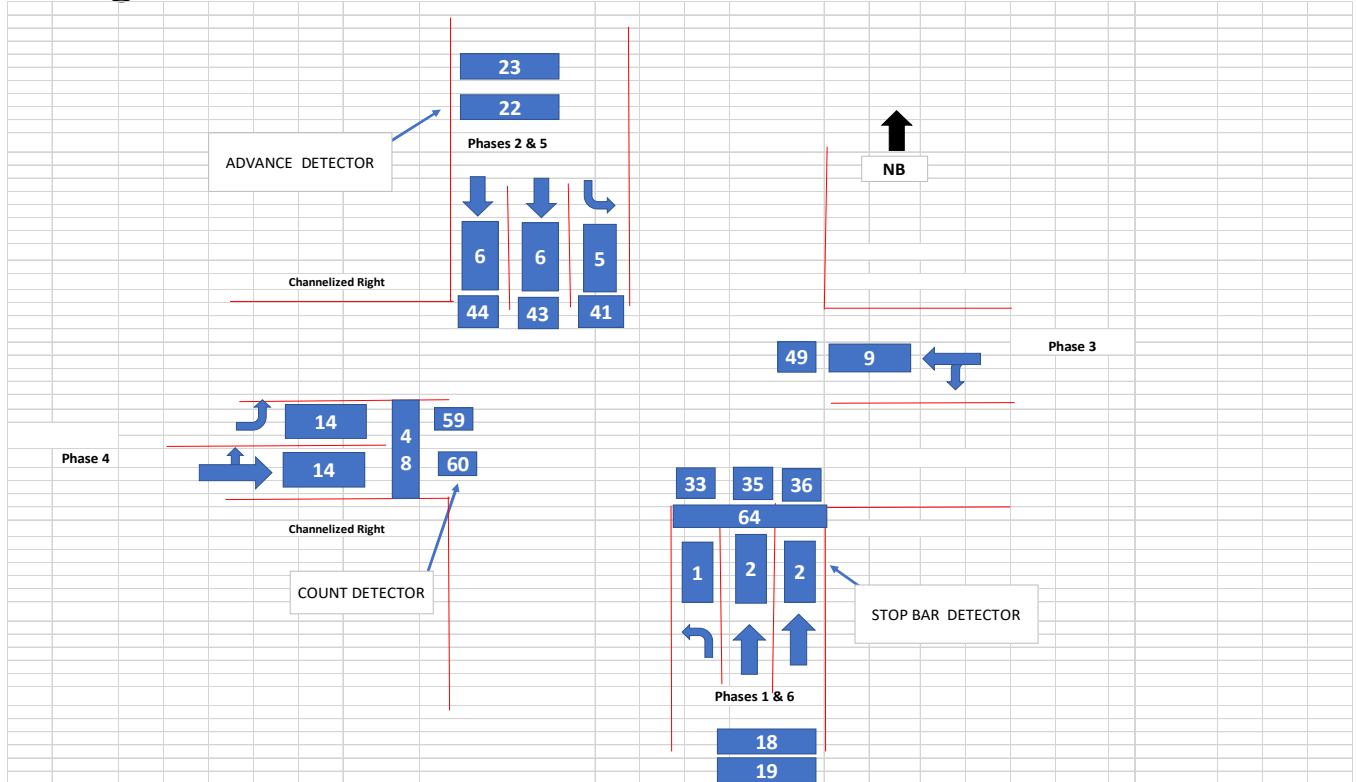 23
22
ADVANCE DETECTOR
Phases 2 & 5
NB
6
6
5
Channelized Right
44
43
41
Phase 3
49
9
14
4
8
59
Phase 4
14
60
33
35
36
64
Channelized Right
1
2
2
COUNT DETECTOR
STOP BAR DETECTOR
Phases 1 & 6
18
19